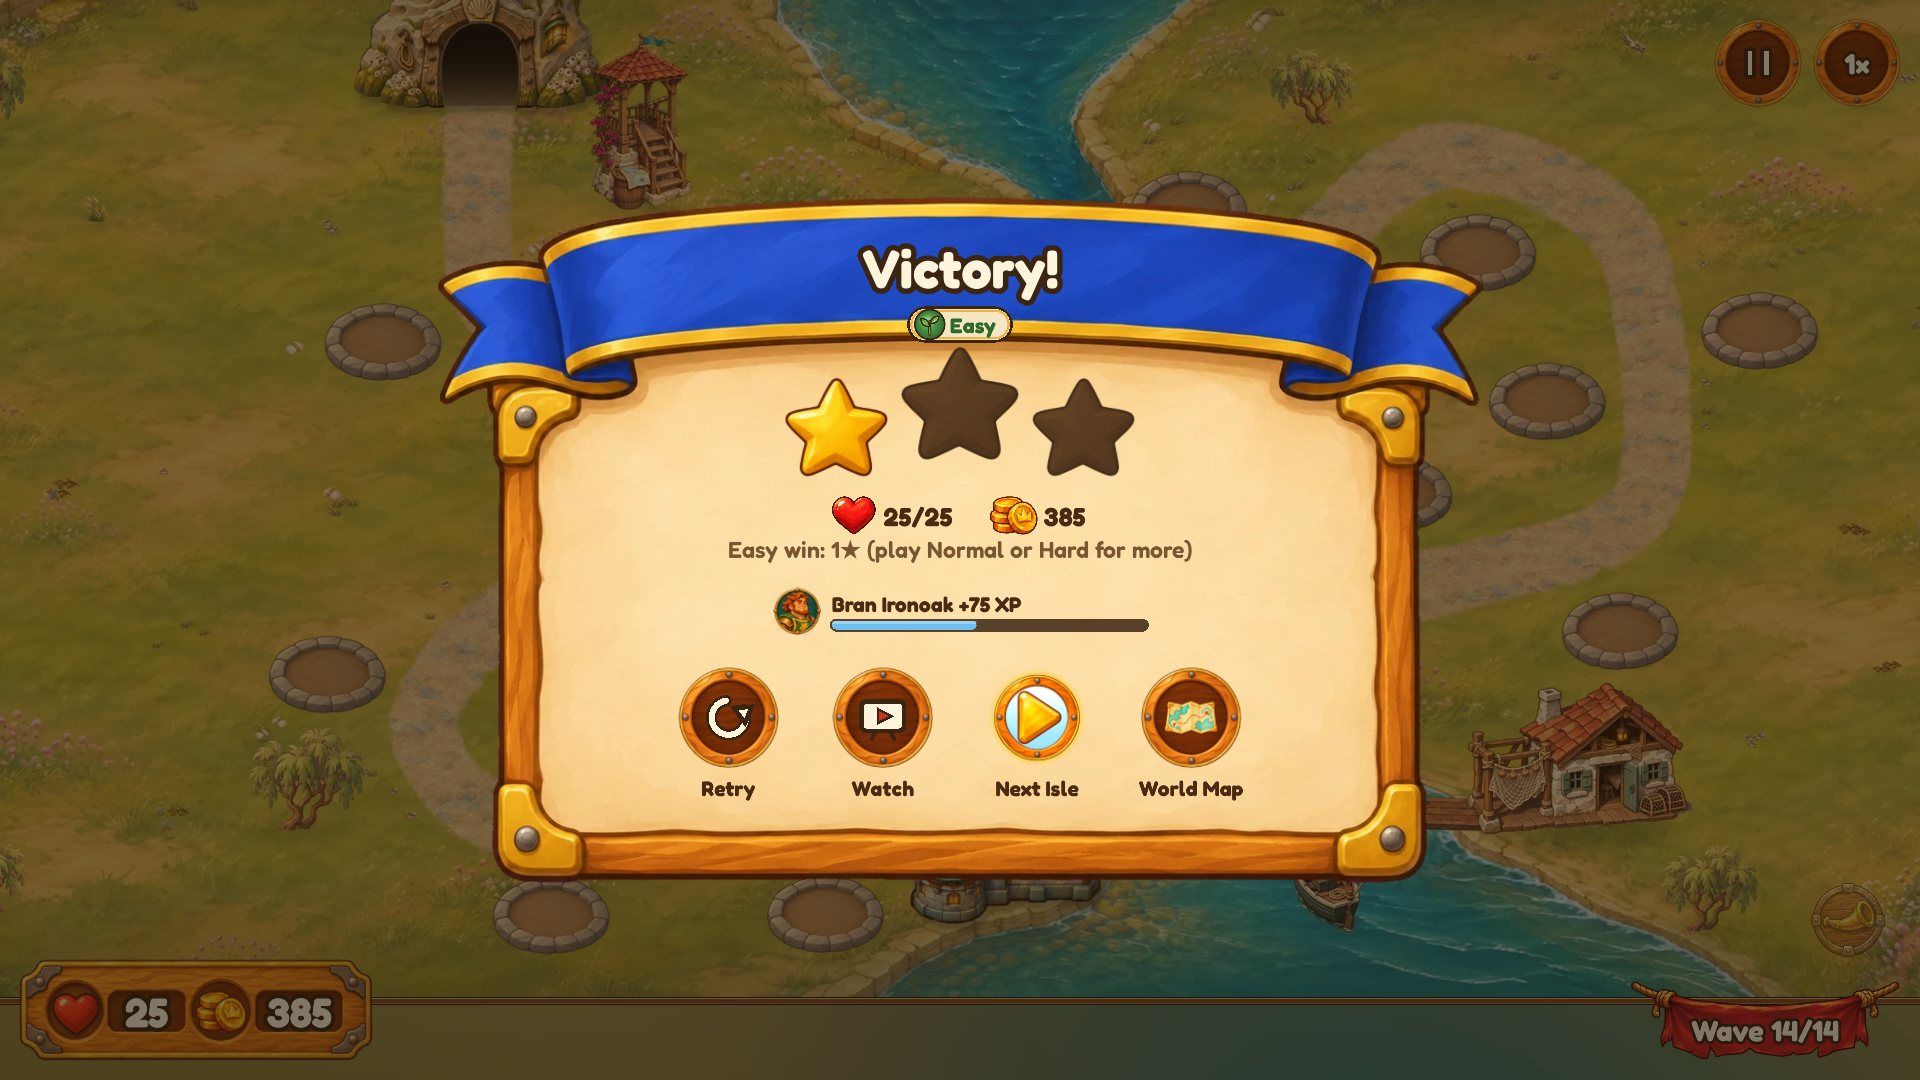 1x
Victory!
Easy
25/25 385
Easy win: 1★ (play Normal or Hard for more)
Bran Ironoak +75 XP
Retry Watch Next Isle World Map
25 385
Wave 14/14